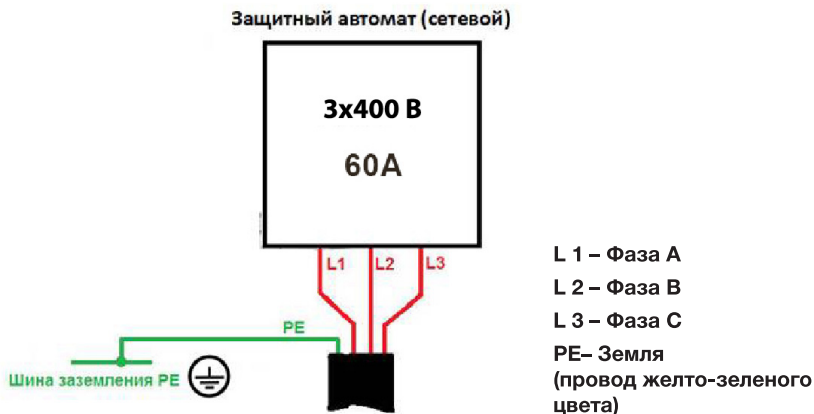 Защитный автомат (сетевой)
3x400 В
60А
L1
L2
L3
PE
Шина заземления PE
L 1 – Фаза А
L 2 – Фаза В
L 3 – Фаза С
PE– Земля
(провод желто-зеленого
цвета)